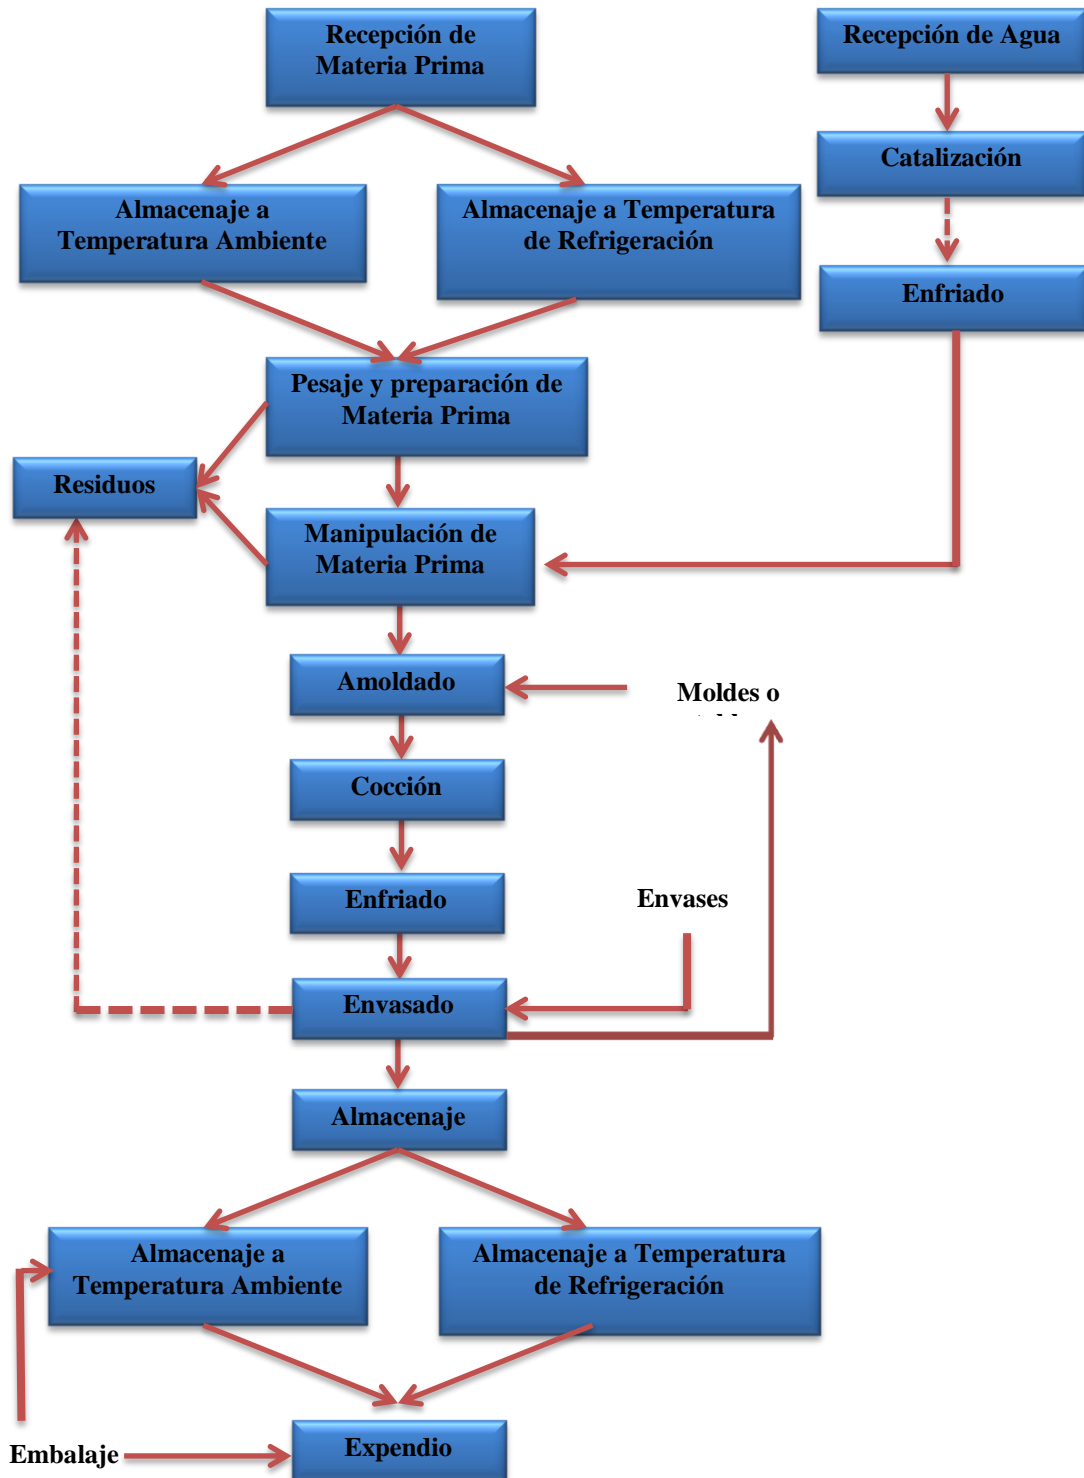 Recepción de
Materia Prima
Recepción de Agua
Catalización
Almacenaje a
Temperatura Ambiente
Almacenaje a Temperatura
de Refrigeración
Enfriado
Pesaje y preparación de
Materia Prima
Residuos
Manipulación de
Materia Prima
Amoldado
Moldes o
Cocción
Enfriado
Envases
Envasado
Almacenaje
Almacenaje a
Temperatura Ambiente
Almacenaje a Temperatura
de Refrigeración
Embalaje
Expendio